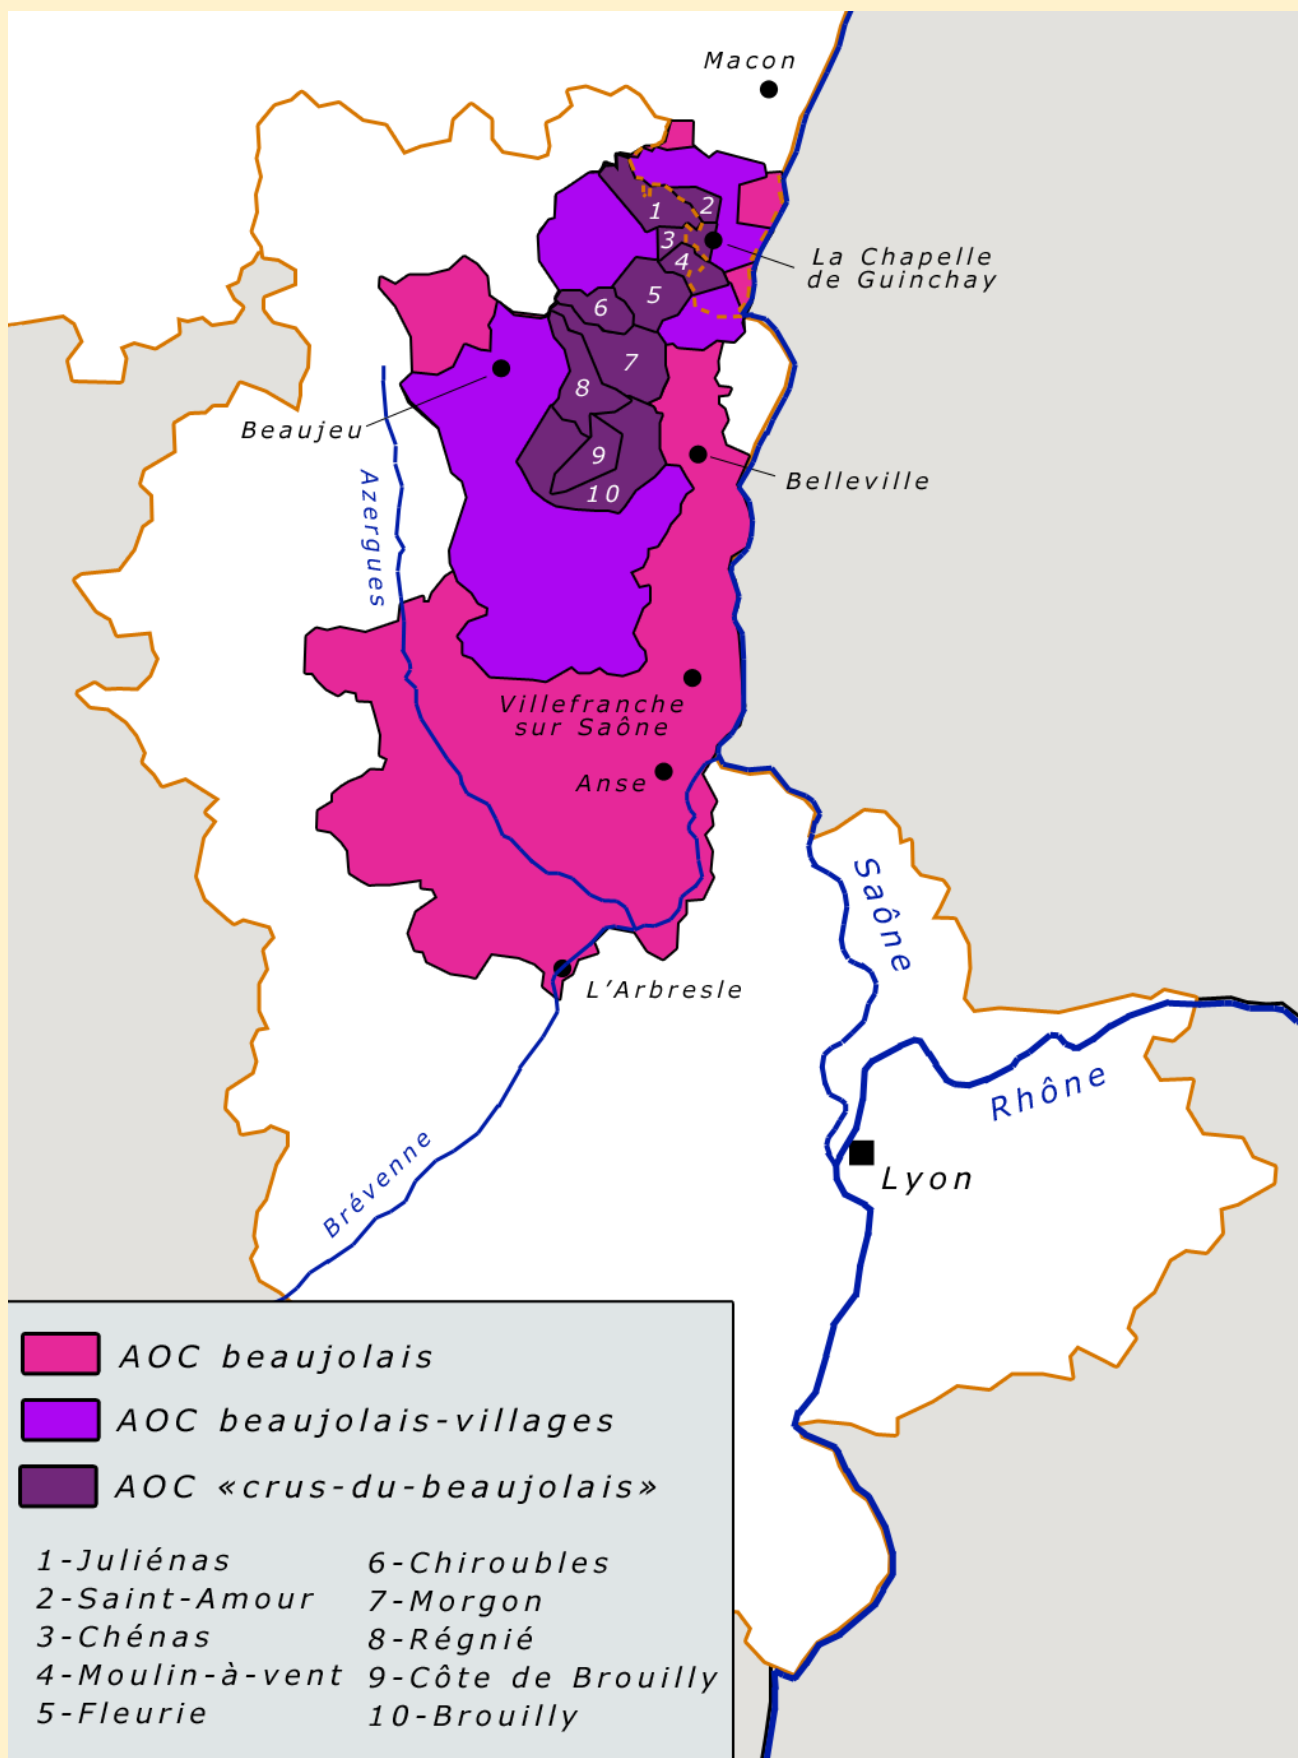 Macon
1
2
3
4
La Chapelle
de Guinchay
5
6
7
8
Beaujeu
9
10
Belleville
Azergues
Villefranche
sur Saône
Anse
Saône
L'Arbresle
Rhône
Brévenne
Lyon
AOC beaujolais
AOC beaujolais-villages
AOC «crus-du-beaujolais»
1-Juliénas
2-Saint-Amour
3-Chénas
4-Moulin-à-vent
5-Fleurie
6-Chiroubles
7-Morgon
8-Régnié
9-Côte de Brouilly
10-Brouilly